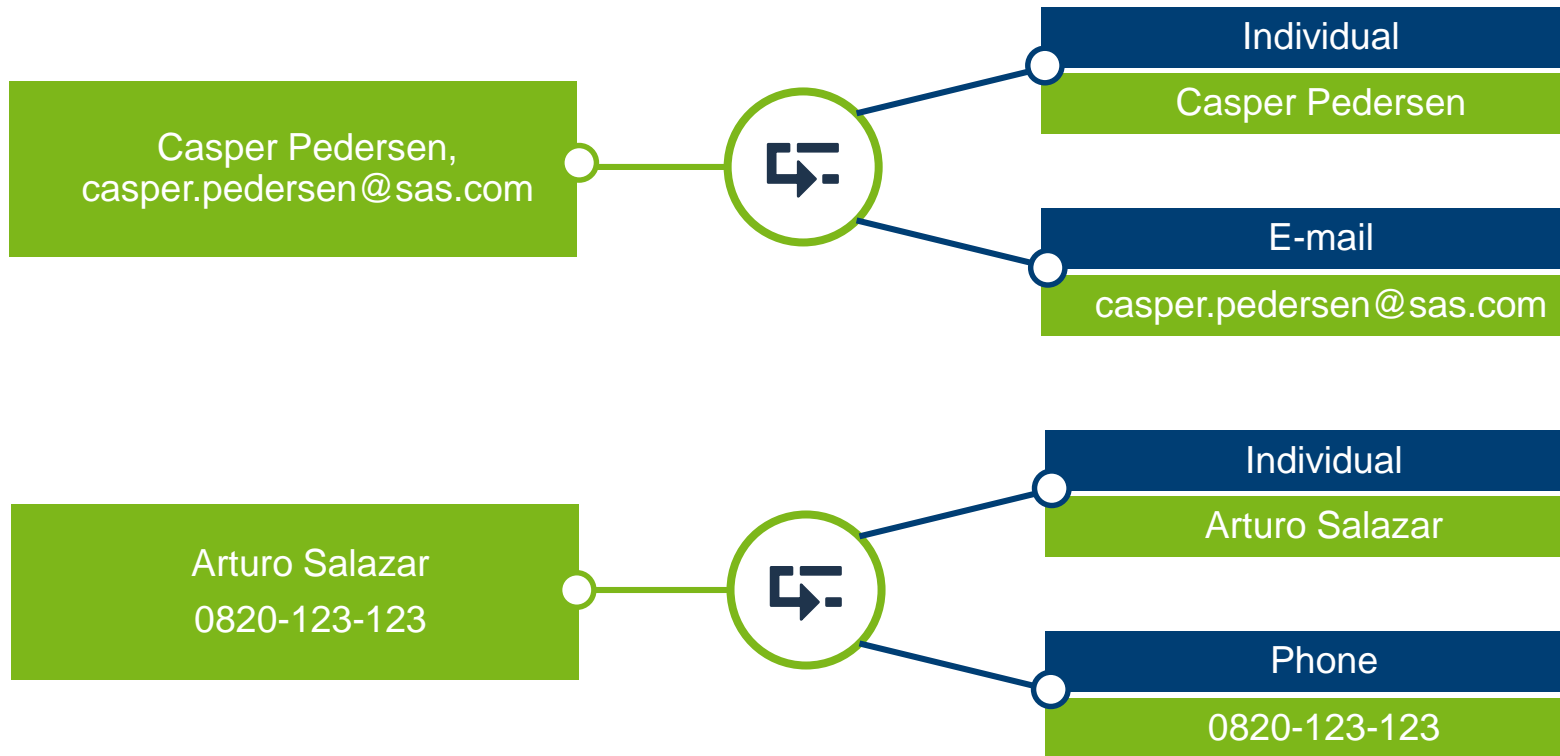 Casper Pedersen,
casper.pedersen@sas.com
Individual
Casper Pedersen
E-mail
casper.pedersen@sas.com
Arturo Salazar
0820-123-123
Individual
Arturo Salazar
Phone
0820-123-123